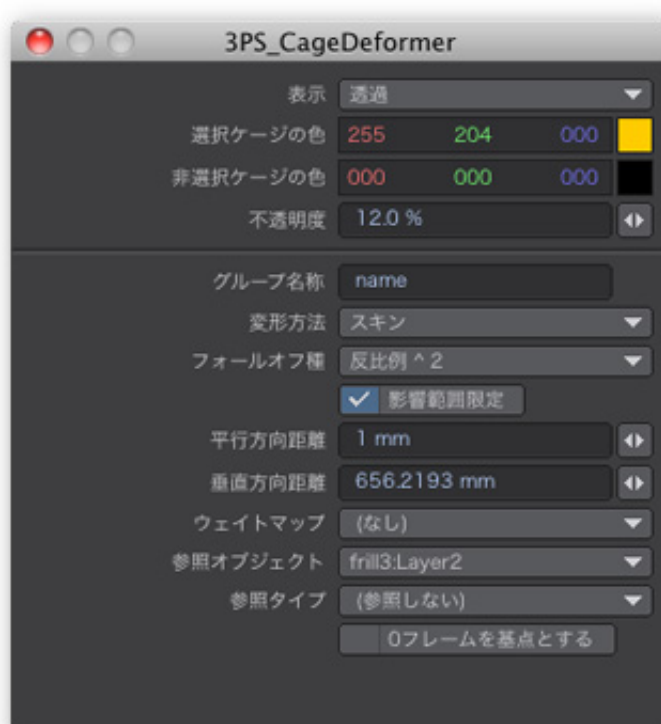 3PS_CageDeformer
表示 透過
選択ケージの色 255 204 000
非選択ケージの色 000 000 000
不透明度 12.0 %
グループ名称 name
変形方法 スキン
フォールオフ種 反比例 ^ 2
影響範囲限定
平行方向距離 1 mm
垂直方向距離 656.2193 mm
ウェイトマップ (なし)
参照オブジェクト frill3:Layer2
参照タイプ (参照しない)
0フレームを基点とする